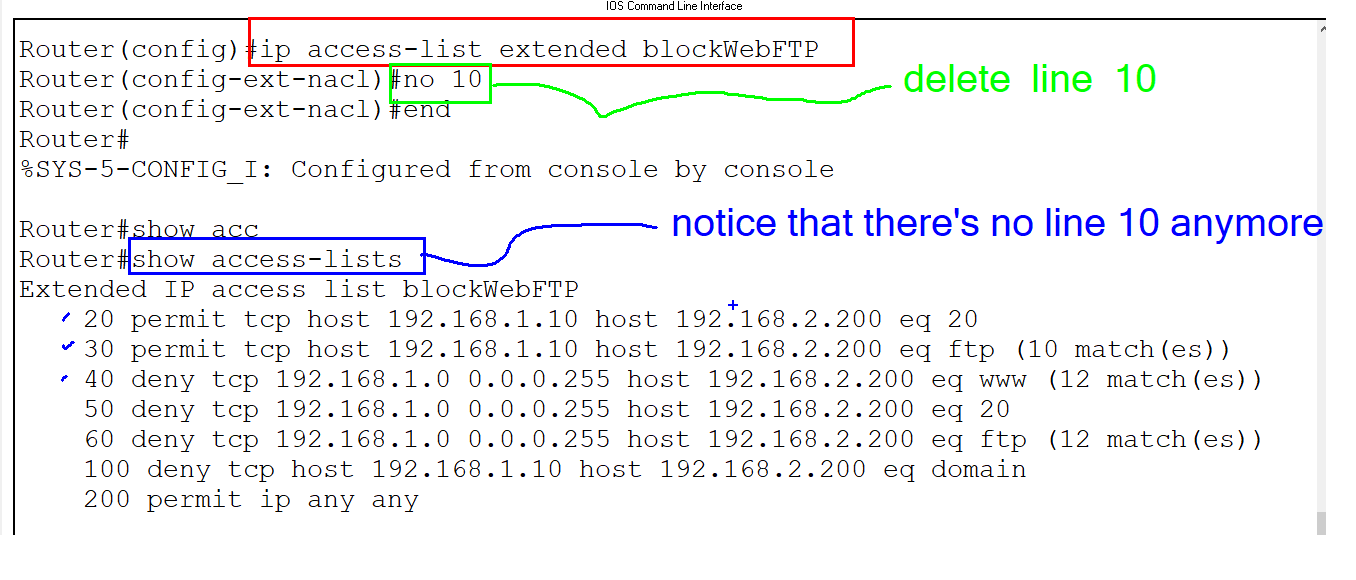 IOS Command Line Interface
Router(config)#ip access-list extended blockWebFTP
Router(config-ext-nacl)#no 10
delete line 10
Router(config-ext-nacl)#end
Router#
%SYS-5-CONFIG_I: Configured from console by console
Router#show acc
notice that there's no line 10 anymore
Router#show access-lists
Extended IP access list blockWebFTP
20 permit tcp host 192.168.1.10 host 192.168.2.200 eq 20
30 permit tcp host 192.168.1.10 host 192.168.2.200 eq ftp (10 match(es))
40 deny tcp 192.168.1.0 0.0.0.255 host 192.168.2.200 eq www (12 match(es))
50 deny tcp 192.168.1.0 0.0.0.255 host 192.168.2.200 eq 20
60 deny tcp 192.168.1.0 0.0.0.255 host 192.168.2.200 eq ftp (12 match(es))
100 deny tcp host 192.168.1.10 host 192.168.2.200 eq domain
200 permit ip any any